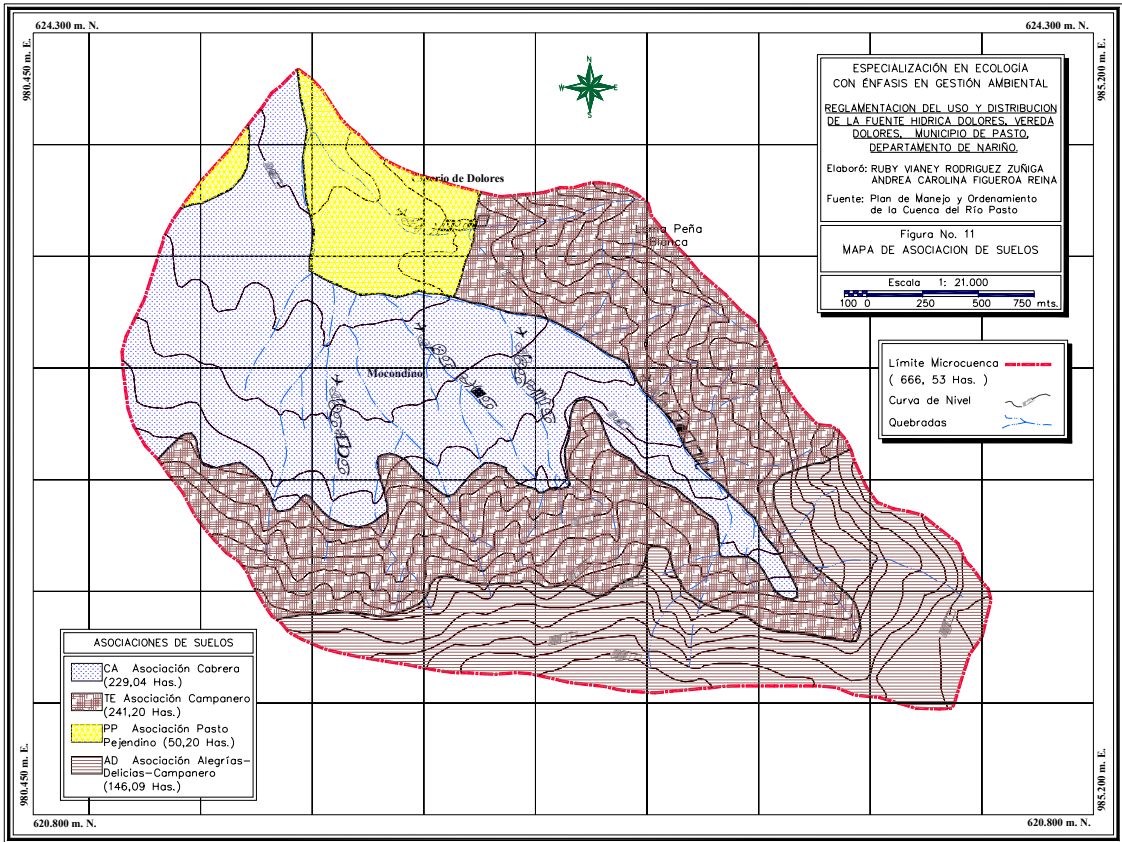 624.300 m. N.
624.300 m. N.
980.450 m. E.
985.200 m. E.
N
W
E
S
ESPECIALIZACIÓN EN ECOLOGÍA
CON ÉNFASIS EN GESTIÓN AMBIENTAL
REGLAMENTACION DEL USO Y DISTRIBUCION
DE LA FUENTE HIDRICA DOLORES, VEREDA
DOLORES, MUNICIPIO DE PASTO,
DEPARTAMENTO DE NARIÑO.
Elaboró: RUBY VIANEY RODRIGUEZ ZUÑIGA
ANDREA CAROLINA FIGUEROA REINA
Fuente: Plan de Manejo y Ordenamiento
de la Cuenca del Río Pasto
Figura No. 11
MAPA DE ASOCIACION DE SUELOS
Escala 1: 21.000
100 0 250 500 750 mts.
Límite Microcuenca
( 666, 53 Has. )
Curva de Nivel
Quebradas
de Dolores
Peña
Mocondino
ASOCIACIONES DE SUELOS
CA Asociación Cabrera
(229,04 Has.)
TE Asociación Campanero
(241,20 Has.)
PP Asociación Pasto
Pejendino (50,20 Has.)
AD Asociación Alegrías-
Delicias-Campanero
(146,09 Has.)
980.450 m. E.
985.200 m. E.
620.800 m. N.
620.800 m. N.